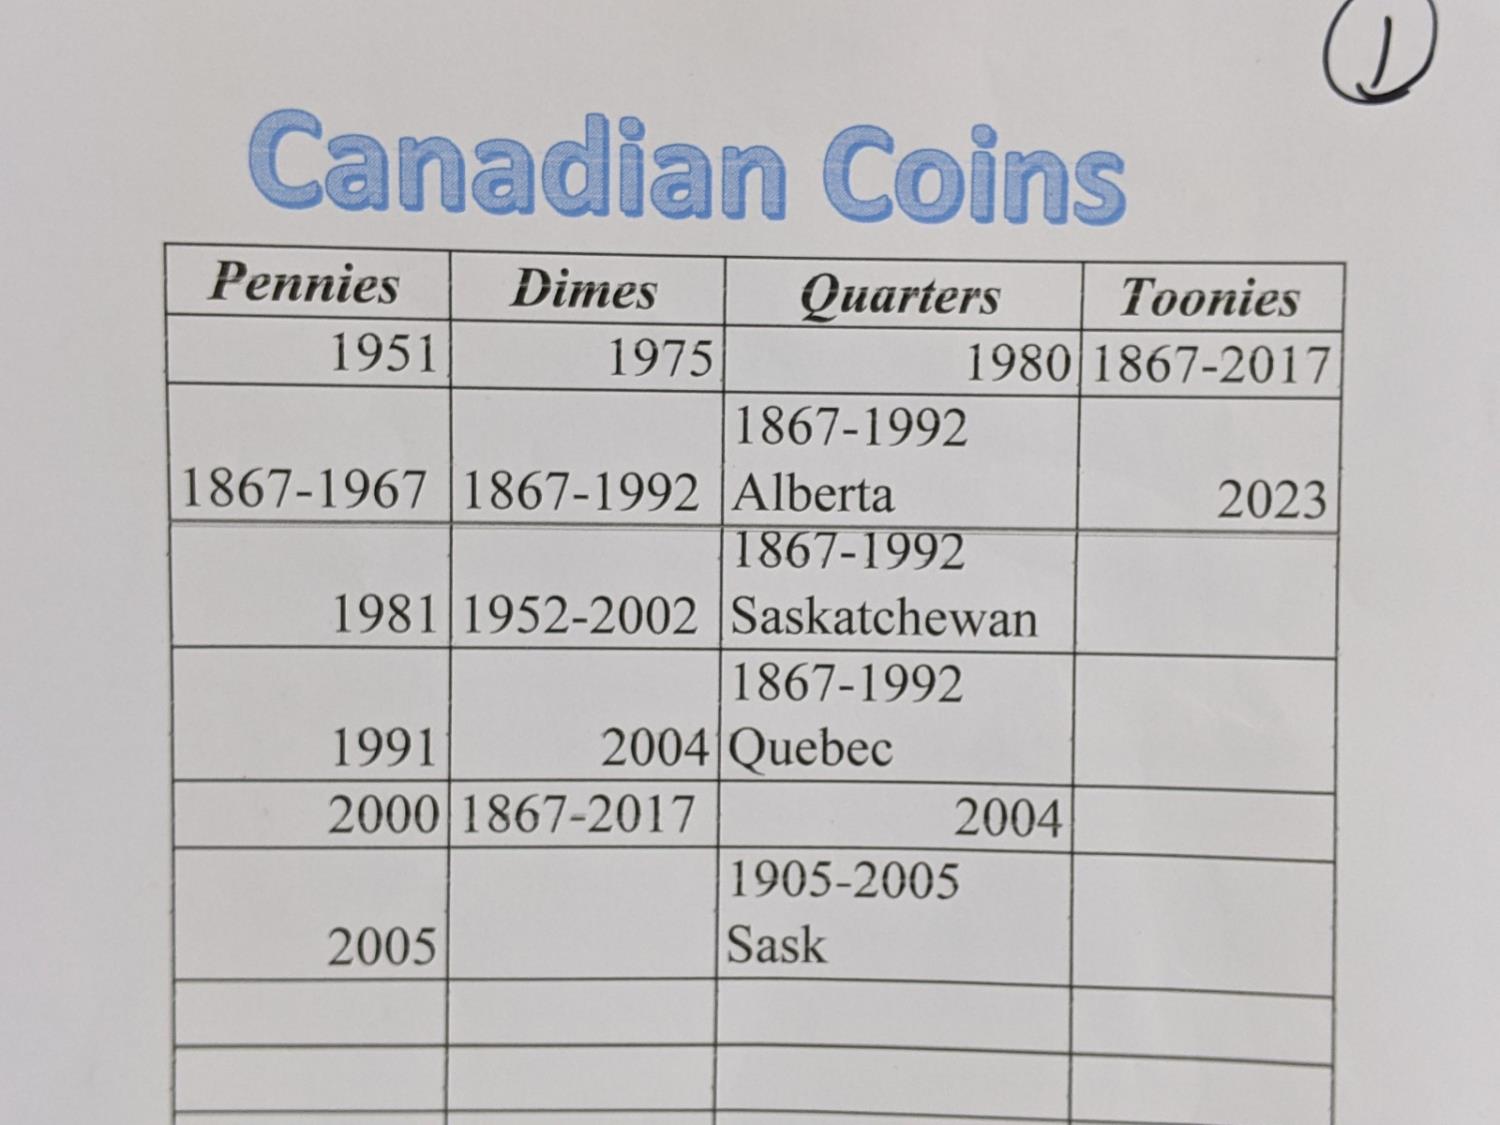 1
Canadian Coins
Pennies Dimes Quarters Toonies
1951 1975 1980 1867-2017
1867-1992
1867-1967 1867-1992 Alberta 2023
1867-1992
1981 1952-2002 Saskatchewan
1867-1992
1991 2004 Quebec
2000 1867-2017 2004
1905-2005
2005 Sask